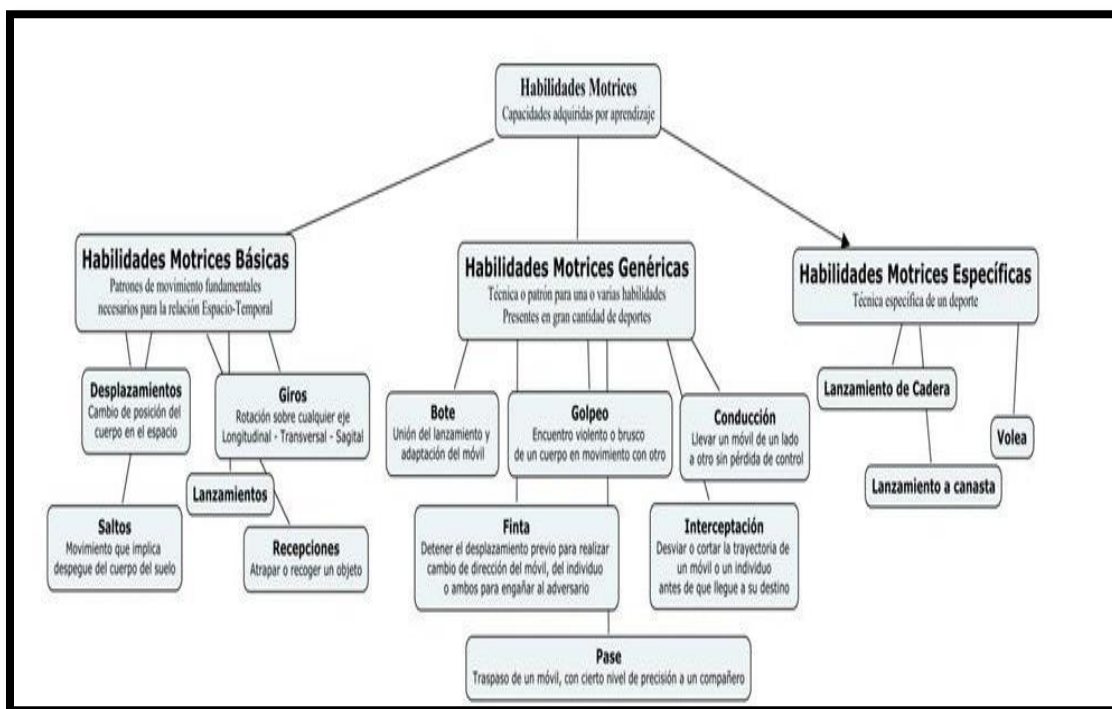 Habilidades Motrices
Capacidades adquiridas por aprendizaje
Habilidades Motrices Básicas
Patrones de movimiento fundamentales
necesarios para la relación Espacio-Temporal
Habilidades Motrices Genéricas
Técnica o patrón para una o varias habilidades
Presentes en gran cantidad de deportes
Habilidades Motrices Específicas
Técnica especifica de un deporte
Desplazamientos
Cambio de posición del
cuerpo en el espacio
Giros
Rotación sobre cualquier eje
Longitudinal - Transversal - Sagital
Lanzamientos
Saltos
Movimiento que implica
despegue del cuerpo del suelo
Recepciones
Atrapar o recoger un objeto
Bote
Unión del lanzamiento y
adaptación del móvil
Golpeo
Encuentro violento o brusco
de un cuerpo en movimiento con otro
Conducción
Llevar un móvil de un lado
a otro sin pérdida de control
Finta
Detener el desplazamiento previo para realizar
cambio de dirección del móvil, del individuo
o ambos para engañar al adversario
Interceptación
Desviar o cortar la trayectoria de
un móvil o un individuo
antes de que llegue a su destino
Pase
Traspaso de un móvil, con cierto nivel de precisión a un compañero
Lanzamiento de Cadera
Volea
Lanzamiento a canasta